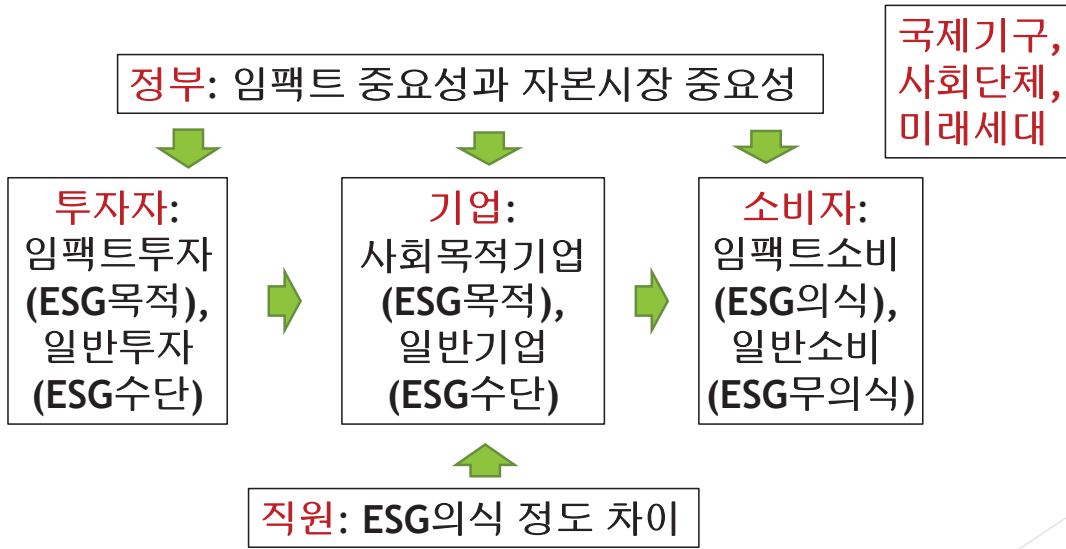 국제기구,
사회단체,
미래세대
정부: 임팩트 중요성과 자본시장 중요성
투자자:
임팩트투자
(ESG목적),
일반투자
(ESG수단)
기업:
사회목적기업
(ESG목적),
일반기업
(ESG수단)
소비자:
임팩트소비
(ESG의식),
일반소비
(ESG무의식)
직원: ESG의식 정도 차이